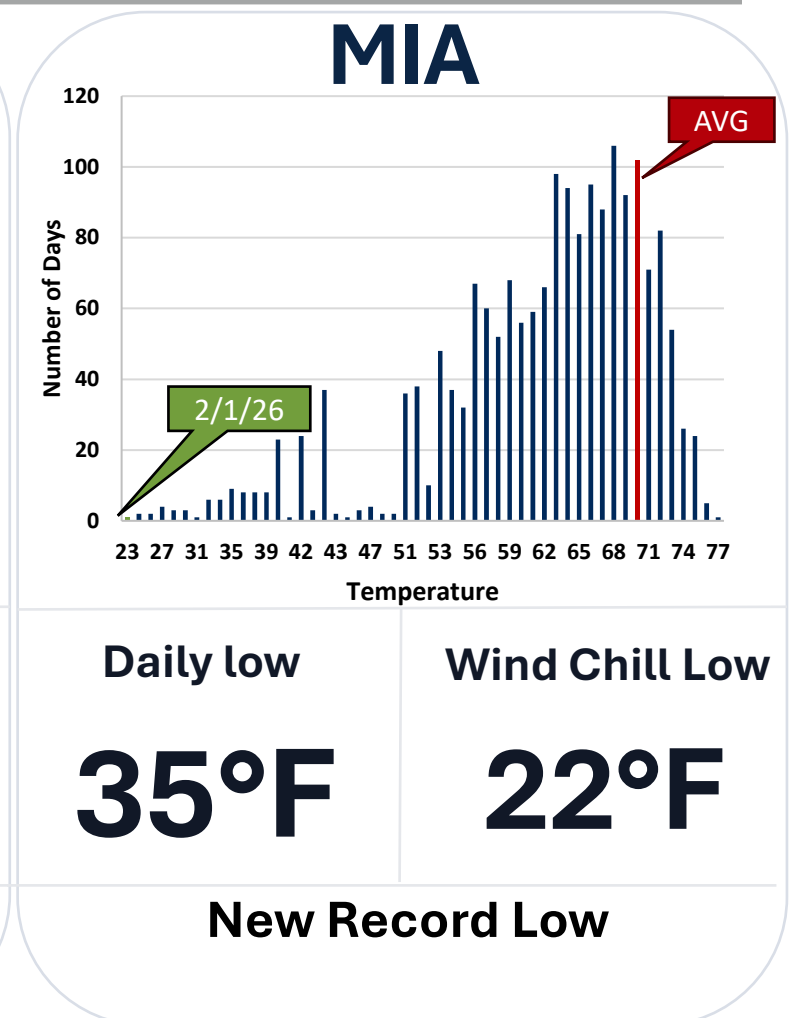 MIA
120
100
80
60
40
20
0
Number of Days
AVG
2/1/26
23 27 31 35 39 42 43 47 51 53 56 59 62 65 68 71 74 77
Temperature
Daily low
Wind Chill Low
35°F
22°F
New Record Low